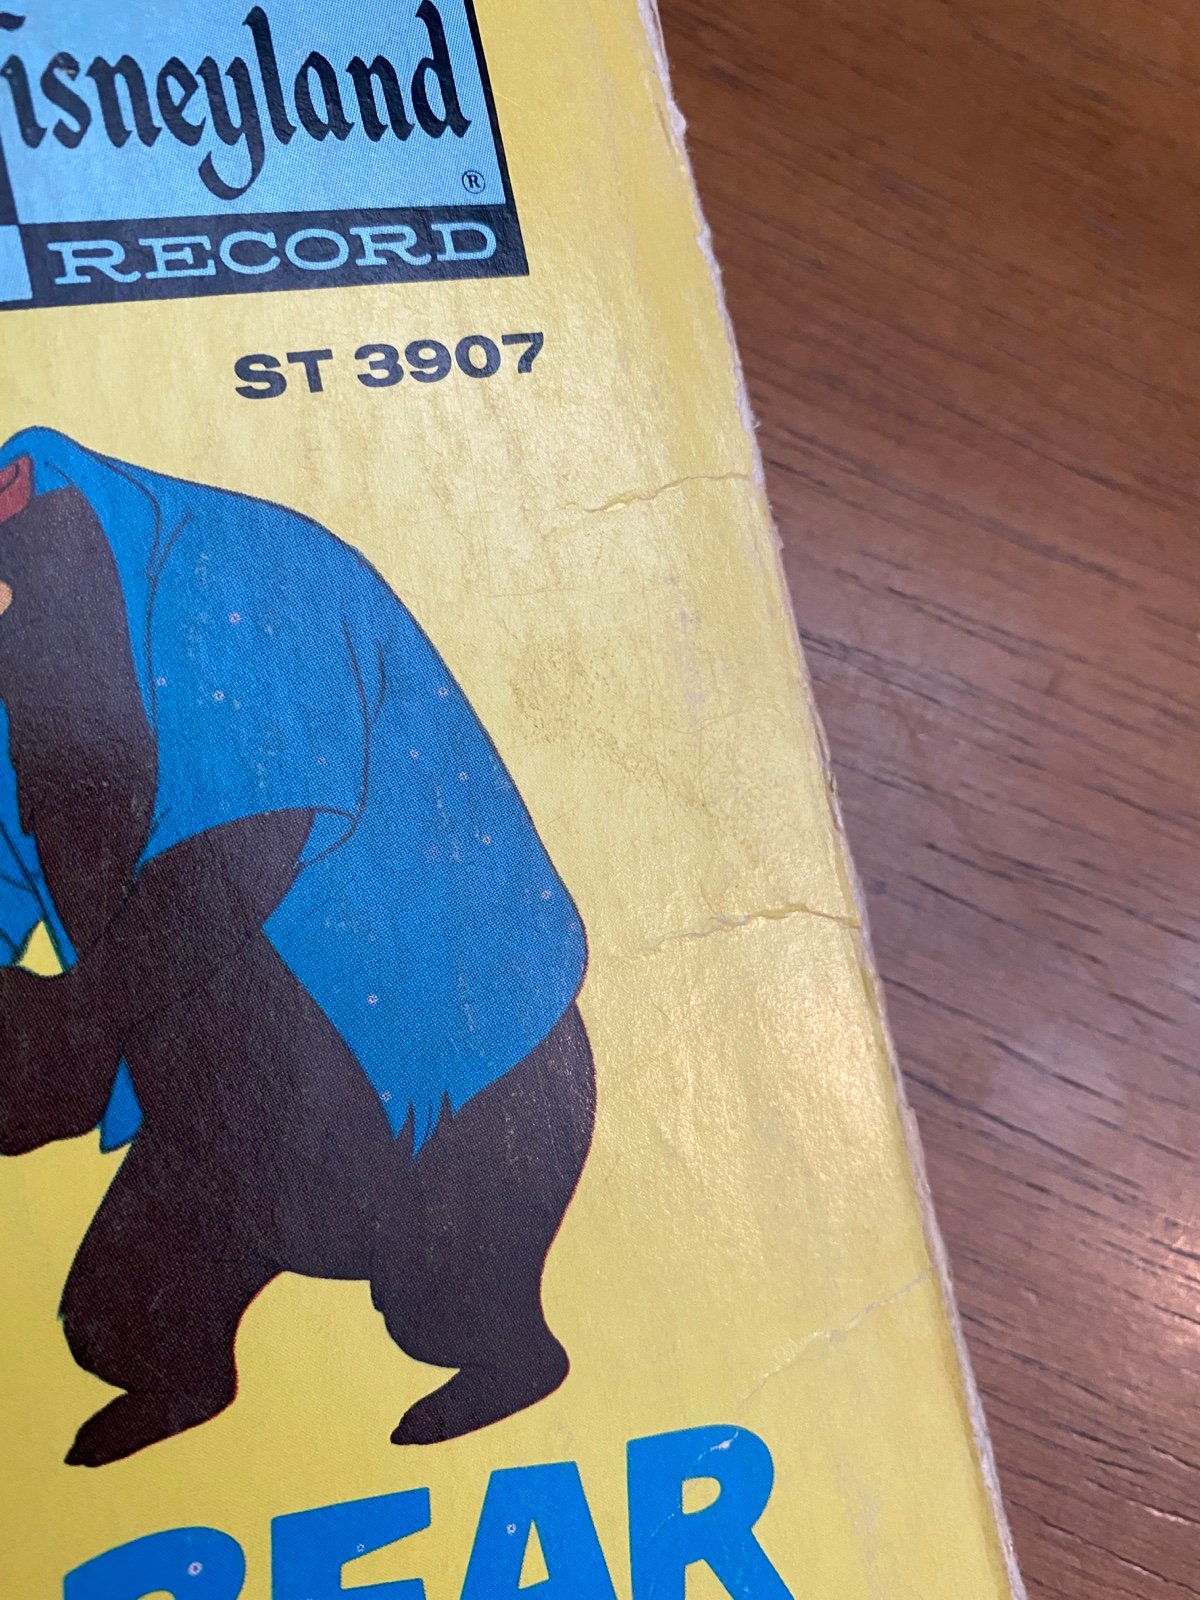 isneyland
®
RECORD
ST 3907
BEAR